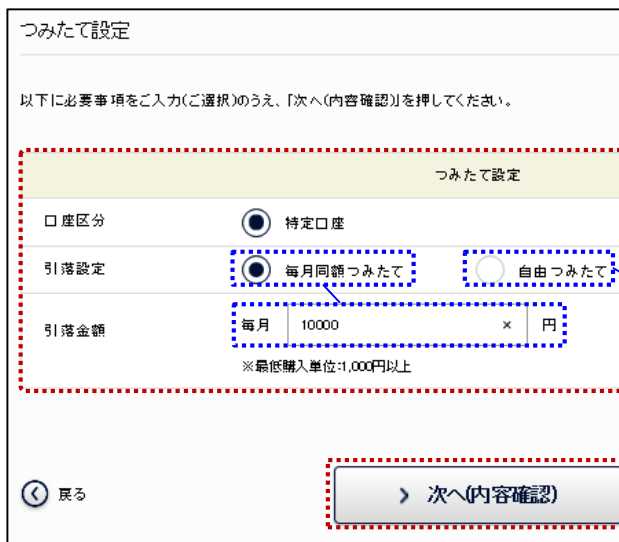 つみたて設定
以下に必要事項をご入力(ご選択)のうえ、「次へ(内容確認)」を押してください。
つみたて設定
口座区分 特定口座
引落設定 毎月同額つみたて 自由つみたて
引落金額 毎月 10000 × 円
※最低購入単位:1,000円以上
戻る > 次へ(内容確認)